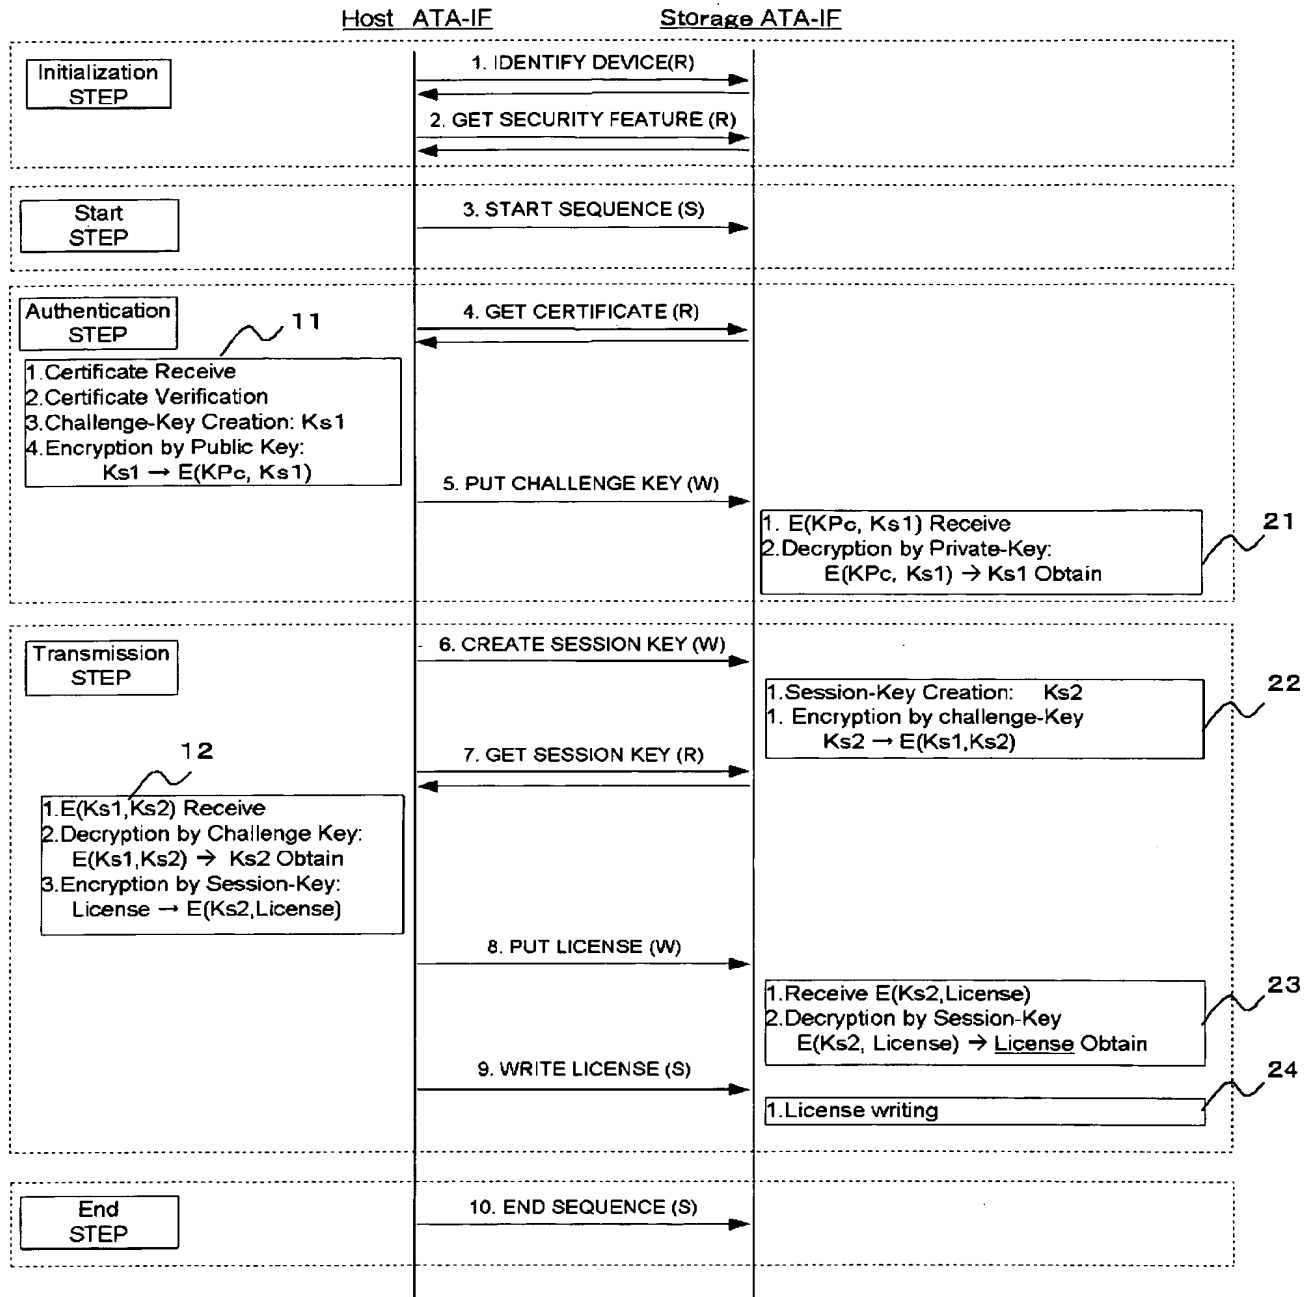 Host ATA-IF
Storage ATA-IF
Initialization
STEP
1. IDENTIFY DEVICE(R)
2. GET SECURITY FEATURE (R)
Start
STEP
3. START SEQUENCE (S)
Authentication
STEP
4. GET CERTIFICATE (R)
11
1.Certificate Receive
2.Certificate Verification
3.Challenge-Key Creation: Ks1
4.Encryption by Public Key:
Ks1 → E(KPc, Ks1)
5. PUT CHALLENGE KEY (W)
21
1. E(KPc, Ks1) Receive
2.Decryption by Private-Key:
E(KPc, Ks1) → Ks1 Obtain
Transmission
STEP
6. CREATE SESSION KEY (W)
22
1.Session-Key Creation: Ks2
1. Encryption by challenge-Key
Ks2 → E(Ks1,Ks2)
7. GET SESSION KEY (R)
12
1.E(Ks1,Ks2) Receive
2.Decryption by Challenge Key:
E(Ks1,Ks2) → Ks2 Obtain
3.Encryption by Session-Key:
License → E(Ks2,License)
8. PUT LICENSE (W)
23
1.Receive E(Ks2,License)
2.Decryption by Session-Key
E(Ks2, License) → License Obtain
9. WRITE LICENSE (S)
24
1.License writing
End
STEP
10. END SEQUENCE (S)